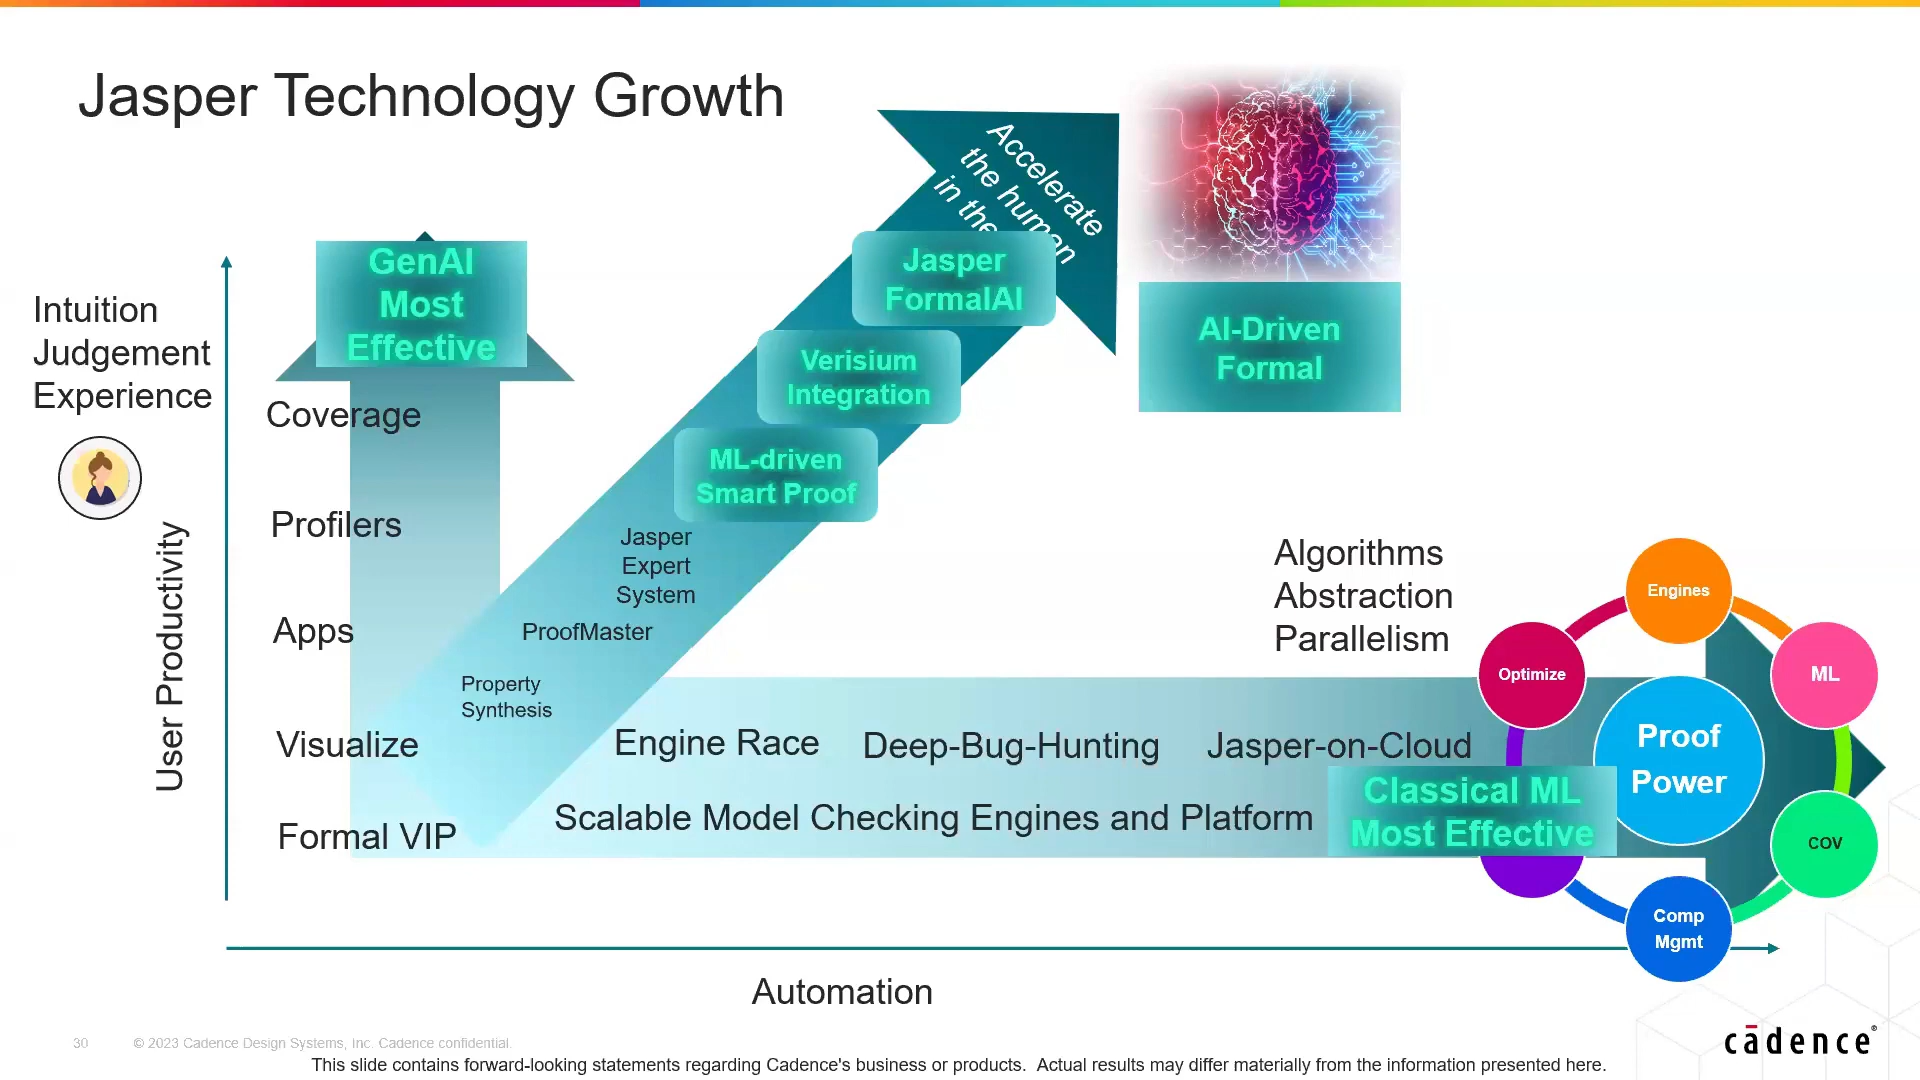 Jasper Technology Growth
Accelerate
the human
in the
GenAI
Most
Effective
Intuition
Judgement
Experience
User Productivity
Coverage
Profilers
Apps
Visualize
Formal VIP
Jasper
FormalAI
Verisium
Integration
ML-driven
Smart Proof
Jasper
Expert
System
ProofMaster
Property
Synthesis
AI-Driven
Formal
Algorithms
Abstraction
Parallelism
Engine Race
Deep-Bug-Hunting
Jasper-on-Cloud
Scalable Model Checking Engines and Platform
Classical ML
Most Effective
Engines
Optimize
ML
Proof
Power
COV
Comp
Mgmt
Automation
30
© 2023 Cadence Design Systems, Inc. Cadence confidential.
This slide contains forward-looking statements regarding Cadence's business or products. Actual results may differ materially from the information presented here.
cādence®